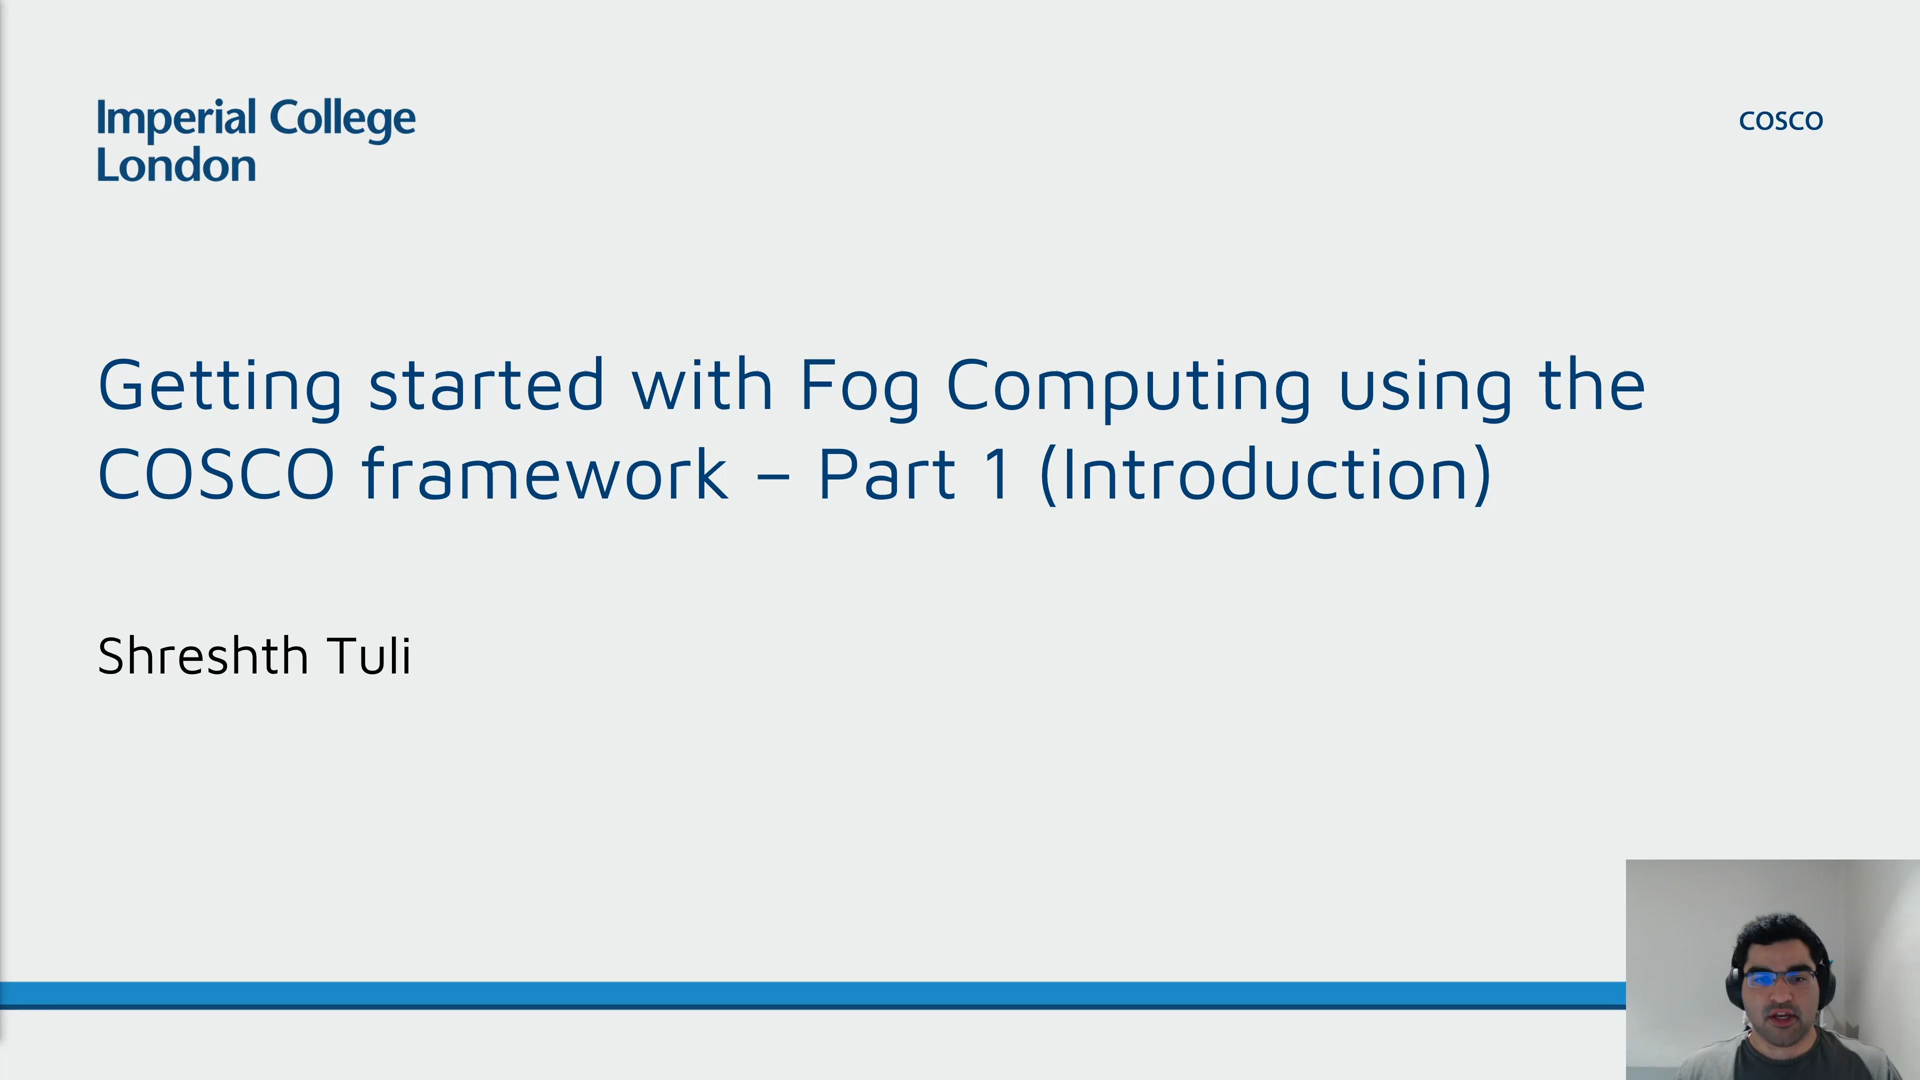 Imperial College
London
COSCO
Getting started with Fog Computing using the
COSCO framework – Part 1 (Introduction)
Shreshth Tuli